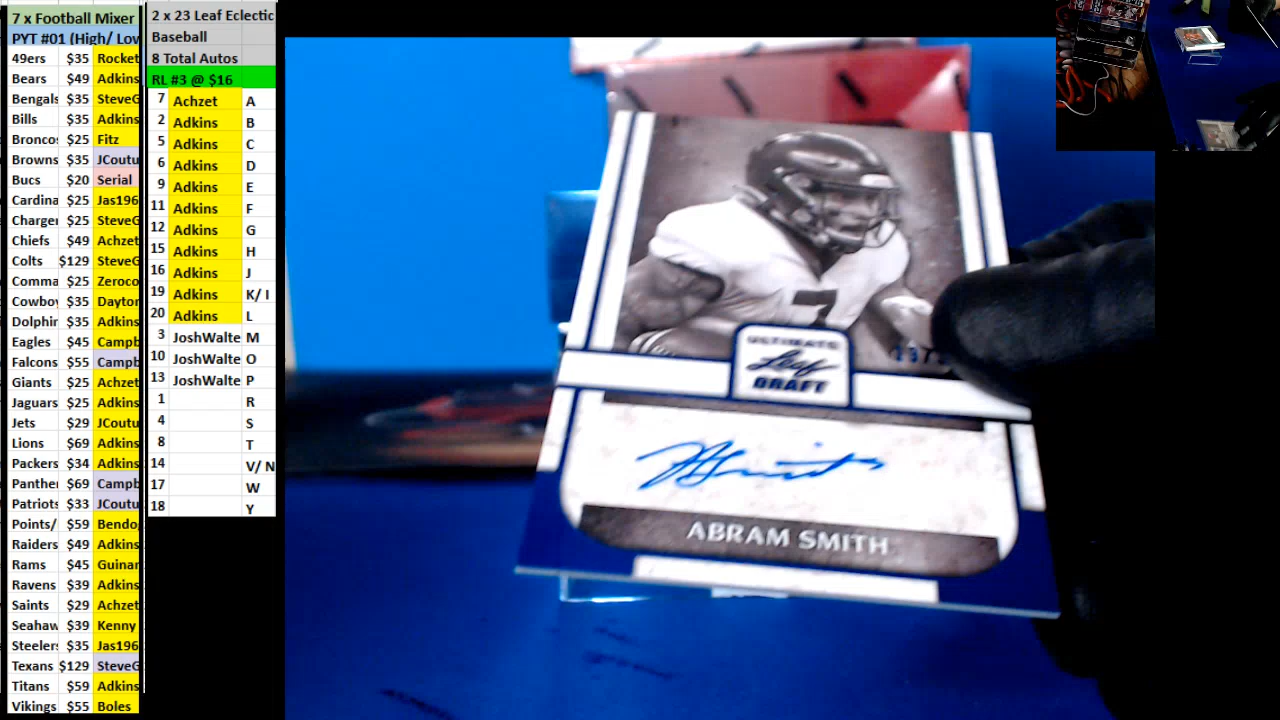 7 x Football Mixer
PYT #01 (High/ Lov
49ers $35 Rocket
Bears $49 Adkins
Bengals $35 SteveG
Bills $35 Adkins
Broncos $25 Fitz
Browns $35 JCoutu
Bucs $20 Serial
Cardina $25 Jas196
Charger $25 SteveG
Chiefs $49 Achzet
Colts $129 SteveG
Comma $25 Zeroco
Cowboy $35 Dayton
Dolphin $35 Adkins
Eagles $45 Campb
Falcons $55 Campb
Giants $25 Achzet
Jaguars $25 Adkins
Jets $29 JCoutu
Lions $69 Adkins
Packers $34 Adkins
Panthe $69 Campb
Patriots $33 JCoutu
Points/ $59 Bendo
Raiders $49 Adkins
Rams $45 Guinar
Ravens $39 Adkins
Saints $29 Achzet
Seahaw $39 Kenny
Steelers $35 Jas196
Texans $129 SteveG
Titans $59 Adkins
Vikings $55 Boles
2 x 23 Leaf Eclectic
Baseball
8 Total Autos
RL #3 @ $16
7 Achzet A
2 Adkins B
5 Adkins C
6 Adkins D
9 Adkins E
11 Adkins F
12 Adkins G
15 Adkins H
16 Adkins J
19 Adkins K/ I
20 Adkins L
3 JoshWalte M
10 JoshWalte O
13 JoshWalte P
1 R
4 S
8 T
14 V/ N
17 W
18 Y
7
ULTIMATE
Leaf
DRAFT
ABRAM SMITH